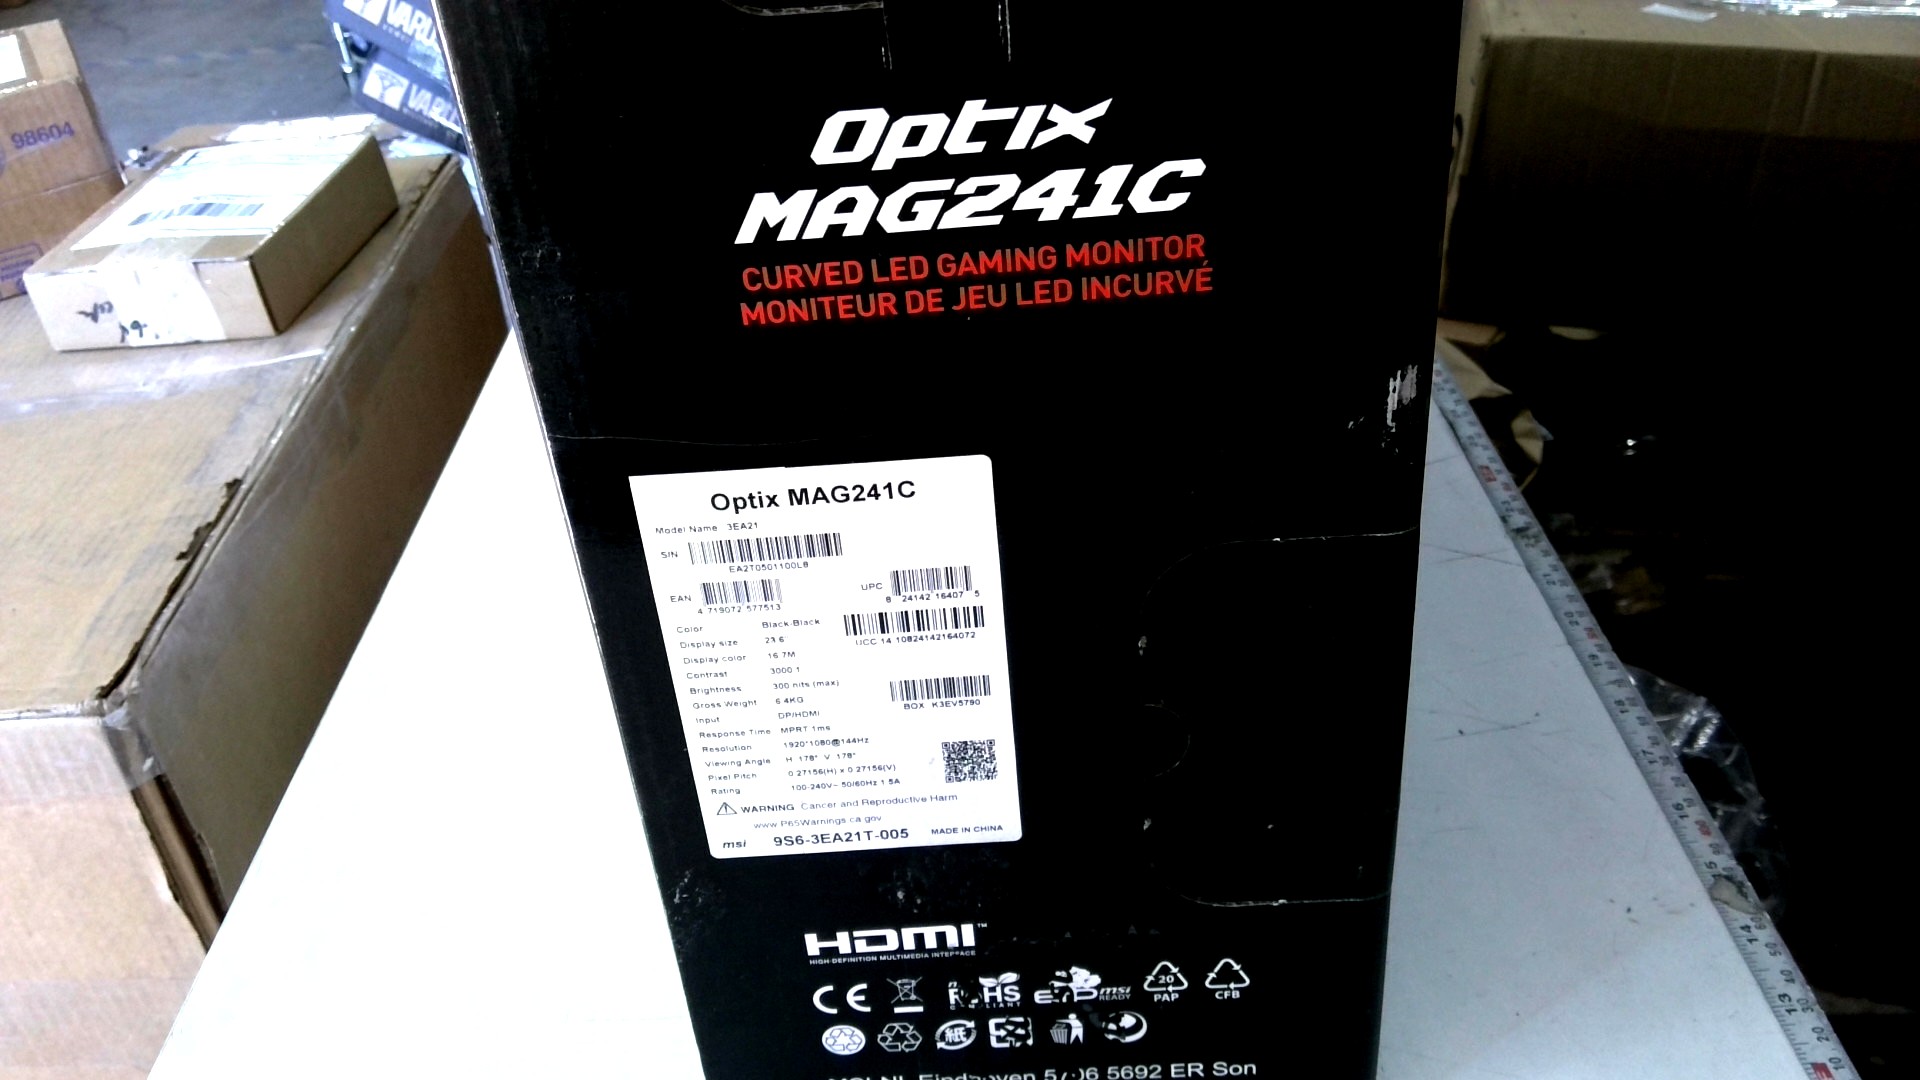 98604
Optix
MAG241C
CURVED LED GAMING MONITOR
MONITEUR DE JEU LED INCURVÉ
Optix MAG241C
Model Name 3EA21
S/N
EA2T0501100L8
EAN
4 719072 577513
UPC
8 24142 16407 5
UCC 14 10824142164072
Color Black-Black
Display size 23.6"
Display color 16.7M
Contrast 3000:1
Brightness 300 nits (max)
Gross Weight 6.4KG
BOX K3EV5790
Input DP/HDMI
Response Time MPRT 1ms
Resolution 1920*1080@144Hz
Viewing Angle H: 178° V: 178°
Pixel Pitch 0.27156(H) x 0.27156(V)
Rating 100-240V~ 50/60Hz 1.5A
WARNING Cancer and Reproductive Harm
www.P65Warnings.ca.gov
msi 9S6-3EA21T-005 MADE IN CHINA
HDMI™
HIGH-DEFINITION MULTIMEDIA INTERFACE
CE
RoHS
COMPLIANT
ErP msi
READY
20
PAP
CFB
紙
5692 ER Son